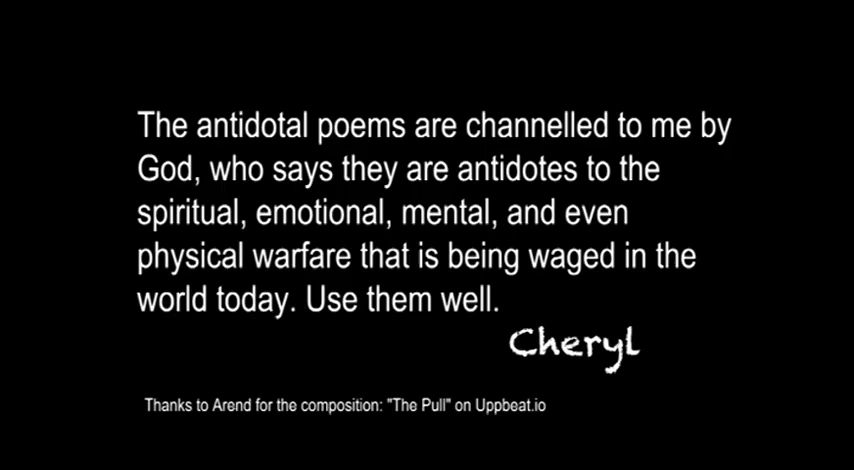 The antidotal poems are channelled to me by
God, who says they are antidotes to the
spiritual, emotional, mental, and even
physical warfare that is being waged in the
world today. Use them well.
Cheryl
Thanks to Arend for the composition: "The Pull" on Uppbeat.io